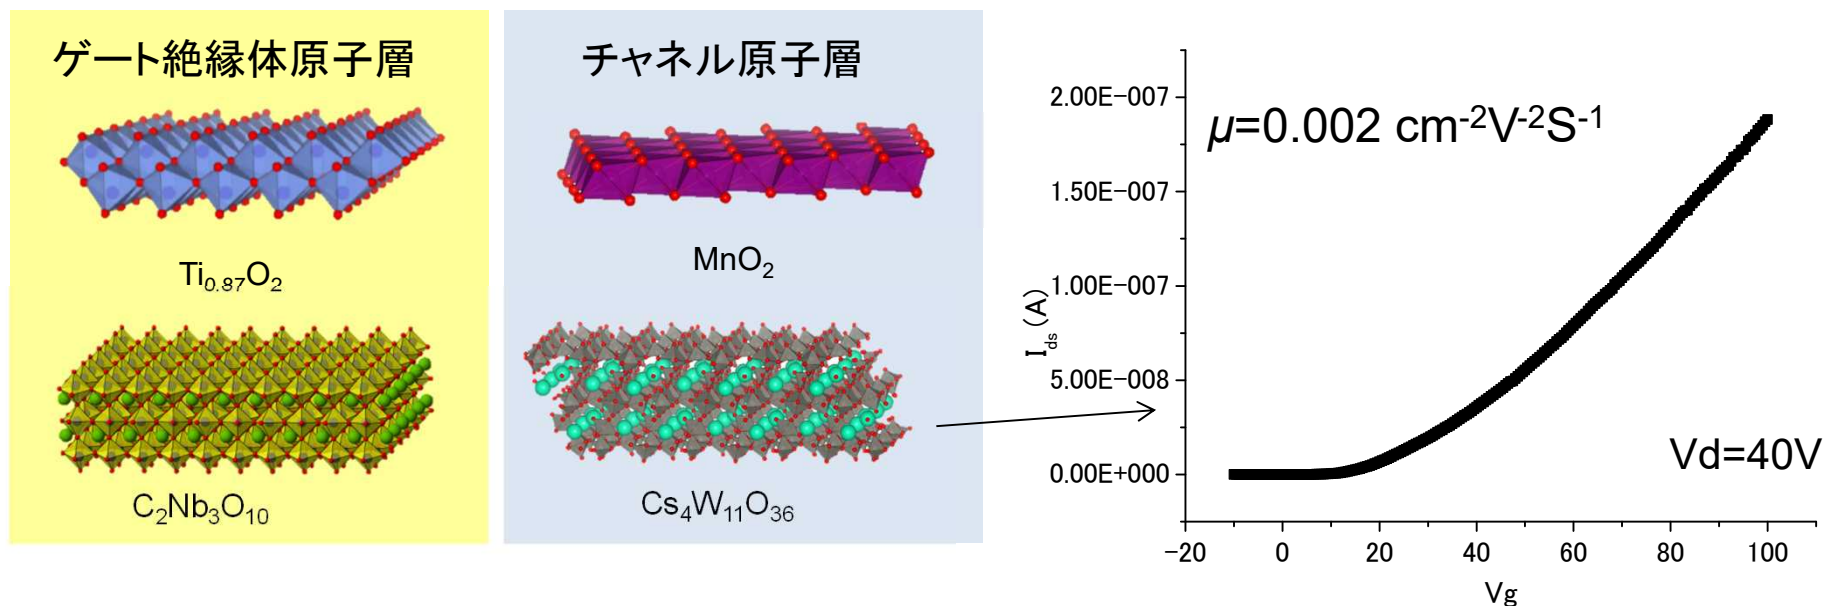 ゲート絶縁体原子層
Ti0.87O2
C2Nb3O10
チャネル原子層
MnO2
Cs4W11O36
μ=0.002 cm-2V-2S-1
Vd=40V
Ids (A)
2.00E-007
1.50E-007
1.00E-007
5.00E-008
0.00E+000
-20 0 20 40 60 80 100
Vg